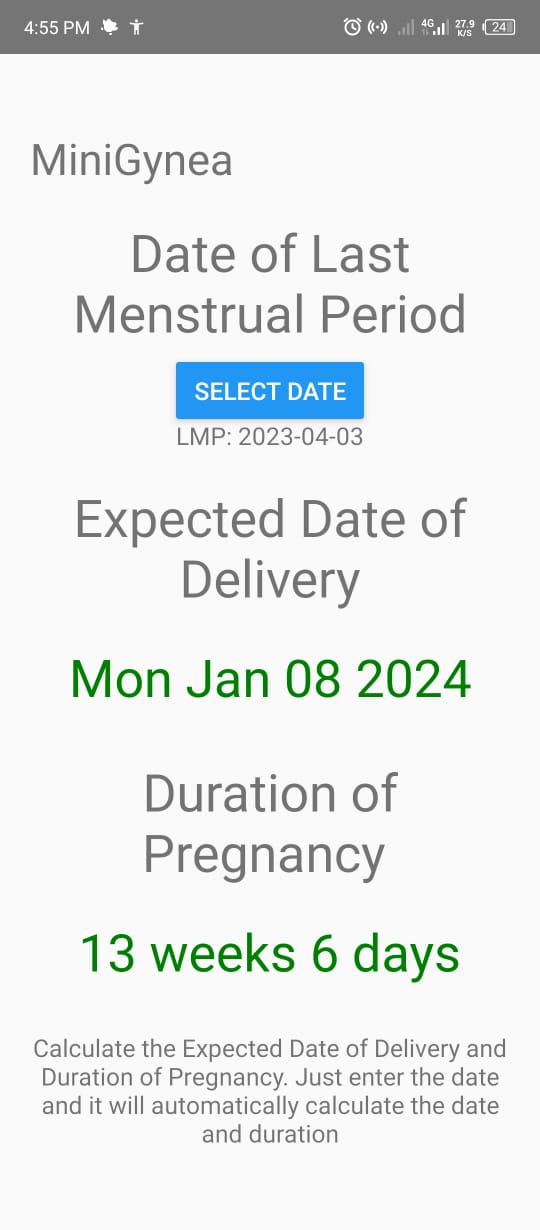 4:55 PM 4G 27.9 K/S 24
MiniGynea
Date of Last
Menstrual Period
SELECT DATE
LMP: 2023-04-03
Expected Date of
Delivery
Mon Jan 08 2024
Duration of
Pregnancy
13 weeks 6 days
Calculate the Expected Date of Delivery and
Duration of Pregnancy. Just enter the date
and it will automatically calculate the date
and duration